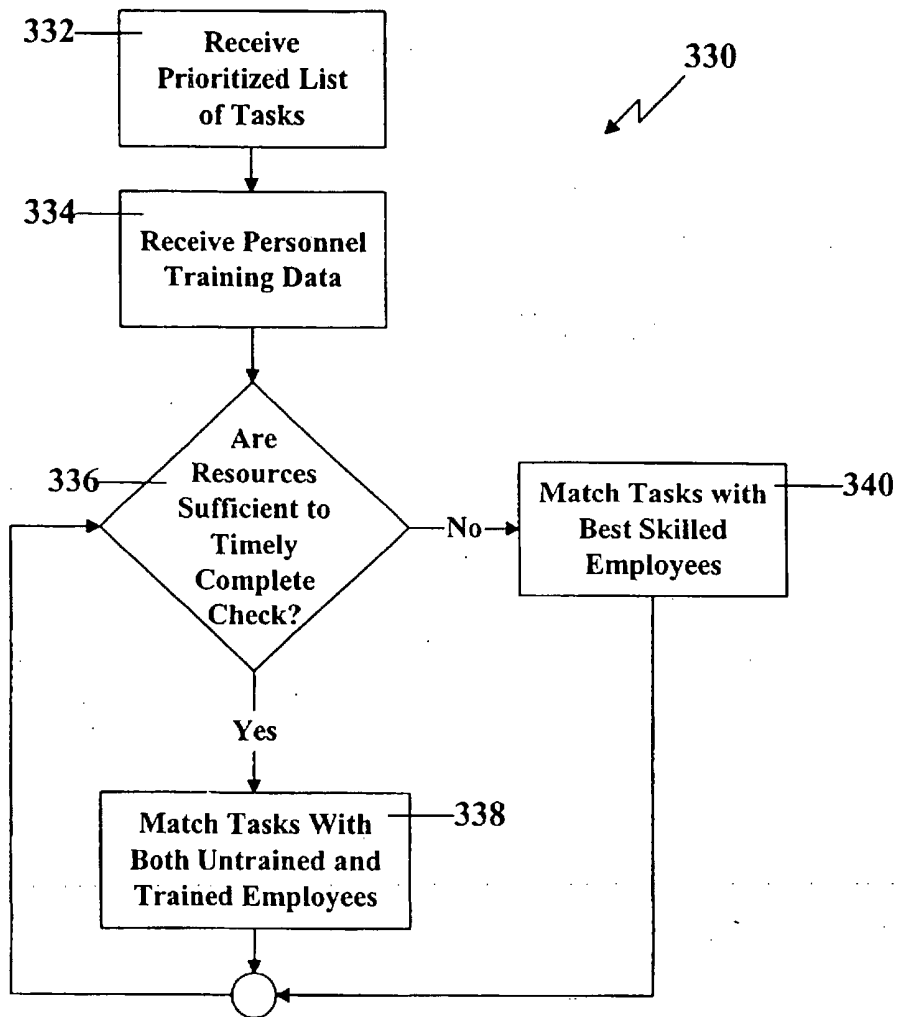 332
Receive
Prioritized List
of Tasks
330
334
Receive Personnel
Training Data
336
Are
Resources
Sufficient to
Timely
Complete
Check?
No
340
Match Tasks with
Best Skilled
Employees
Yes
338
Match Tasks With
Both Untrained and
Trained Employees